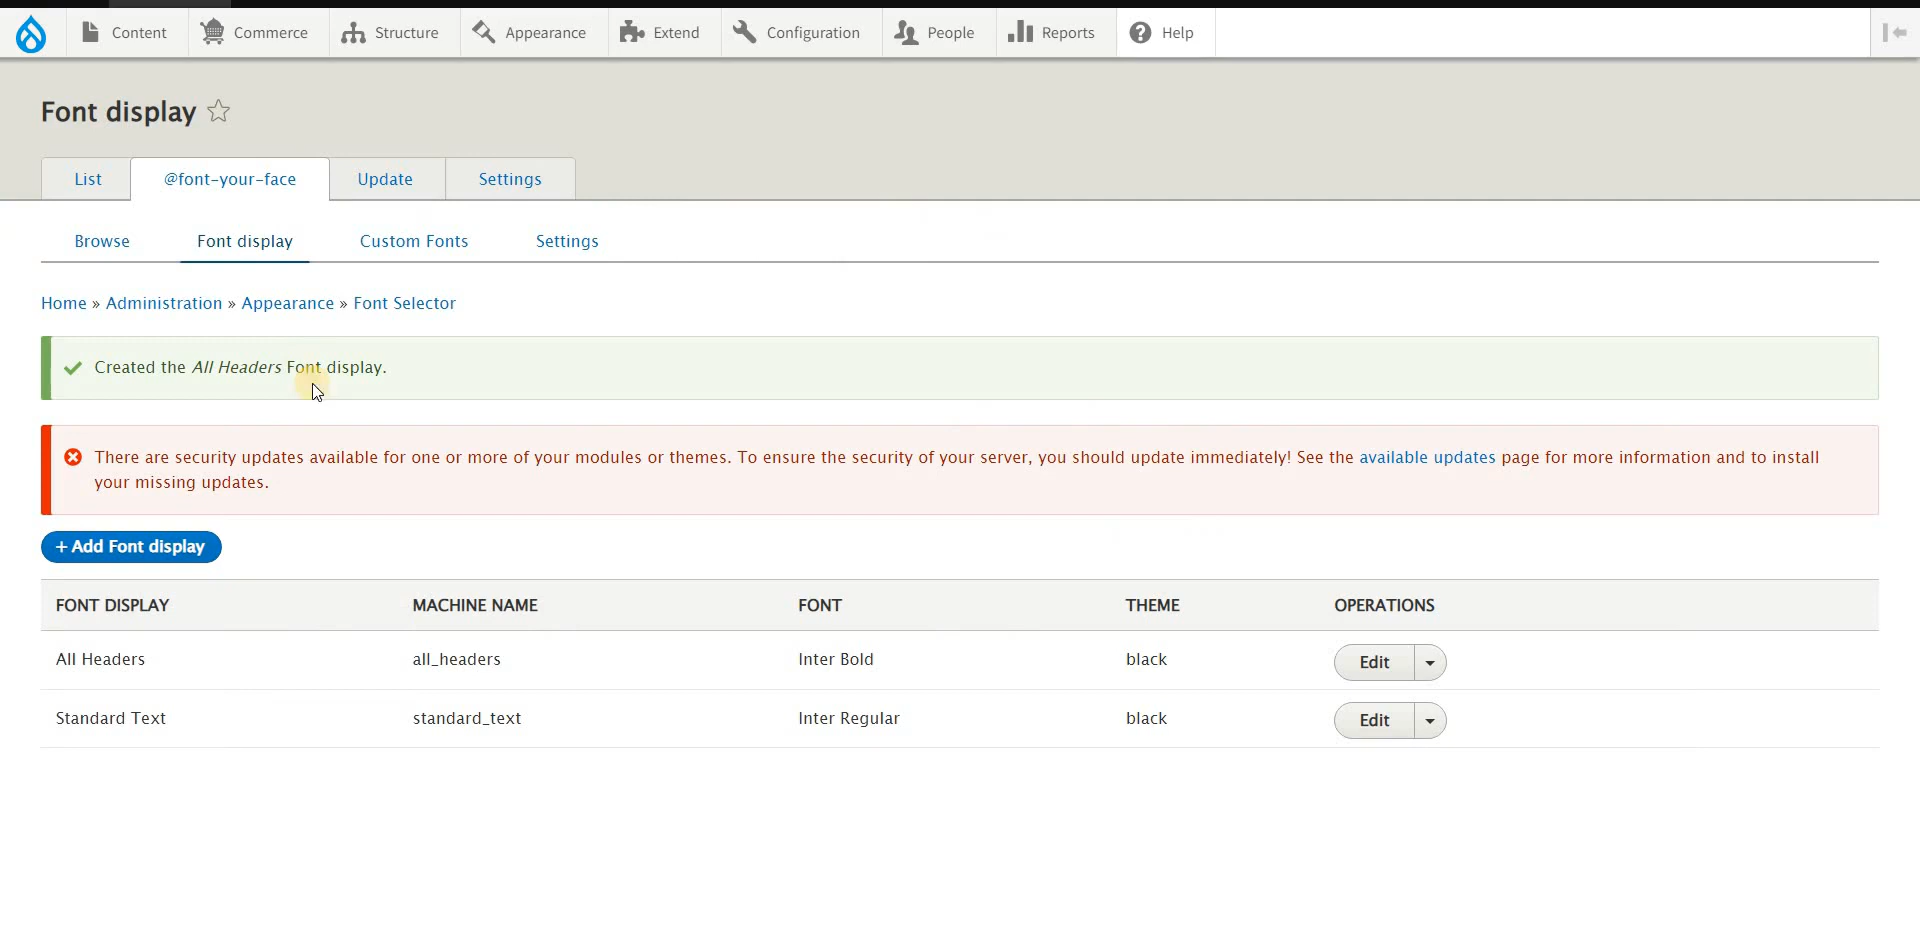 Content Commerce Structure Appearance Extend Configuration People Reports Help
Font display
List @font-your-face Update Settings
Browse Font display Custom Fonts Settings
Home » Administration » Appearance » Font Selector
Created the All Headers Font display.
There are security updates available for one or more of your modules or themes. To ensure the security of your server, you should update immediately! See the available updates page for more information and to install
your missing updates.
+ Add Font display
FONT DISPLAY MACHINE NAME FONT THEME OPERATIONS
All Headers all_headers Inter Bold black Edit
Standard Text standard_text Inter Regular black Edit